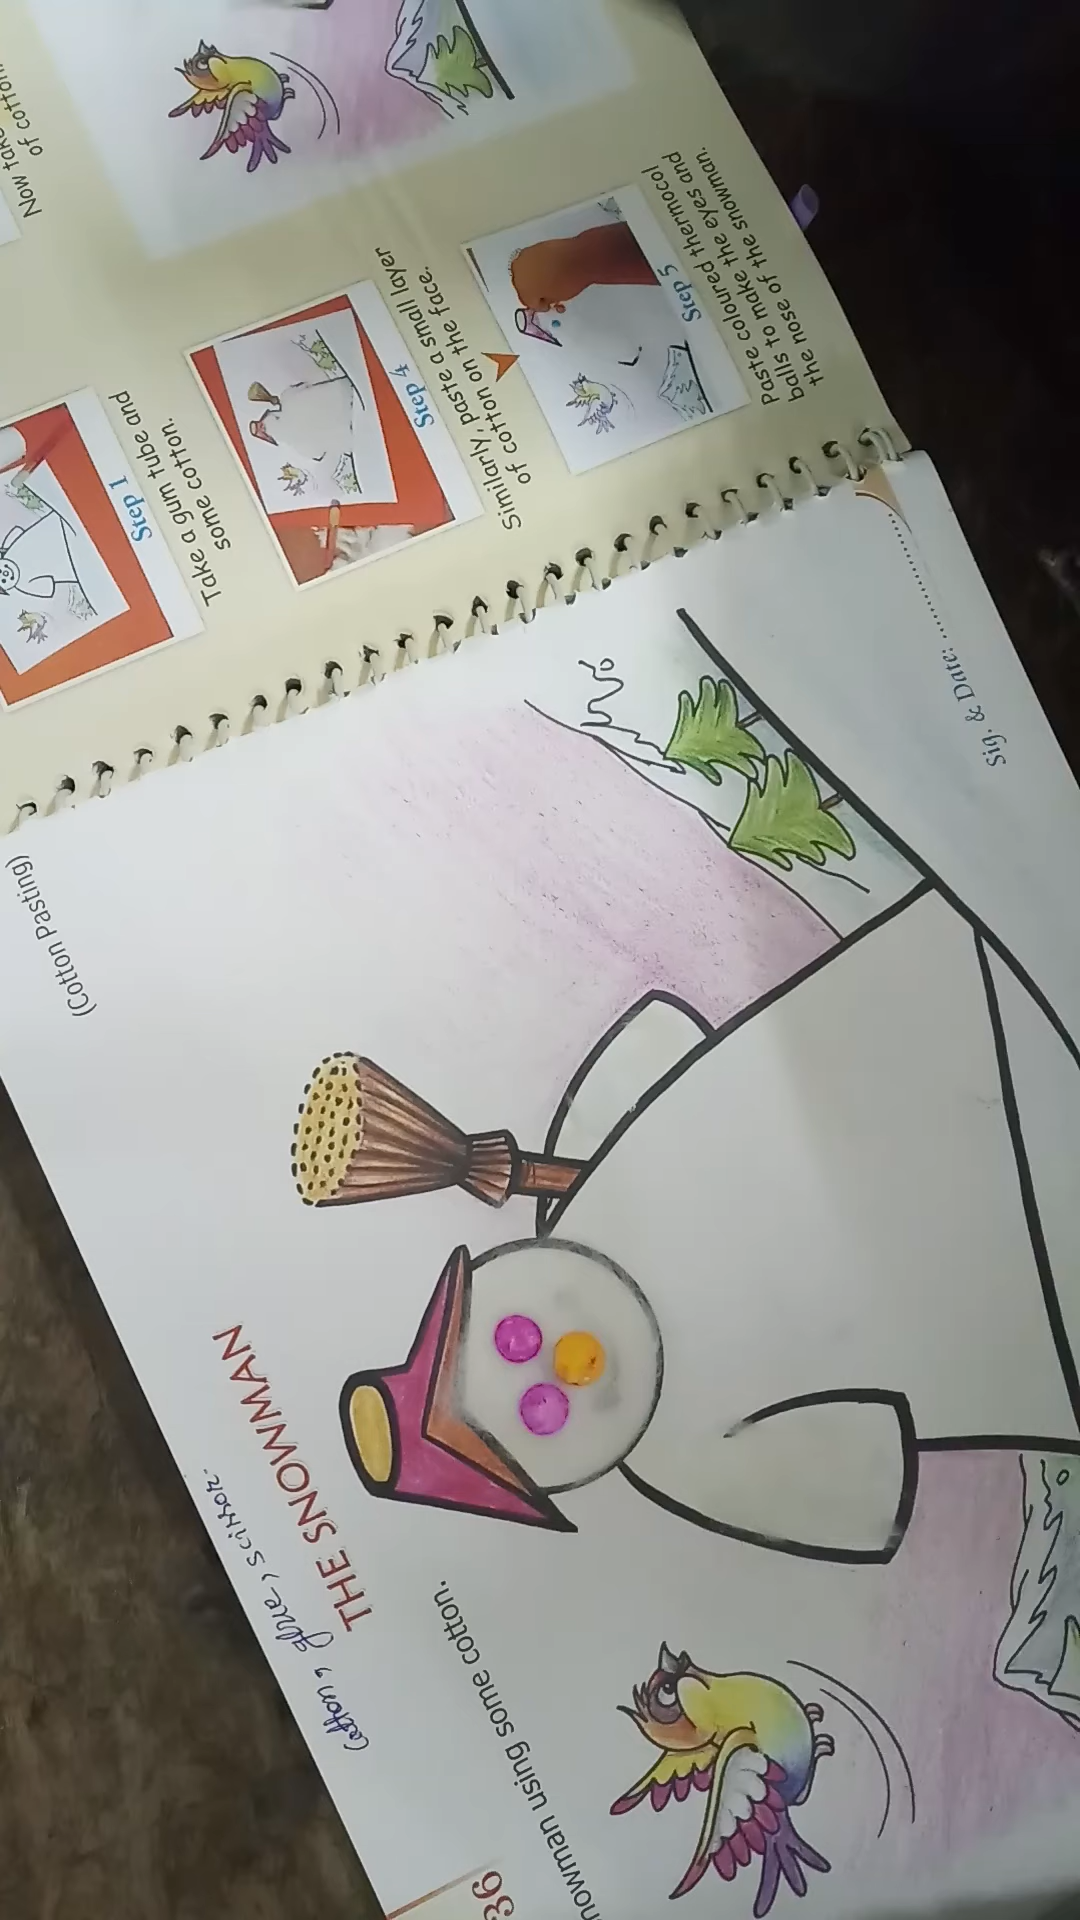 Now take
of cotton.
Step 1
Take a gum tube and
some cotton.
Step 4
Similarly, paste a small layer
of cotton on the face.
Step 5
Paste coloured thermocol
balls to make the eyes and
the nose of the snowman.
36
THE SNOWMAN
(Cotton Pasting)
Cotton, glue, scissor
using some cotton.
Sig. & Date: ....................